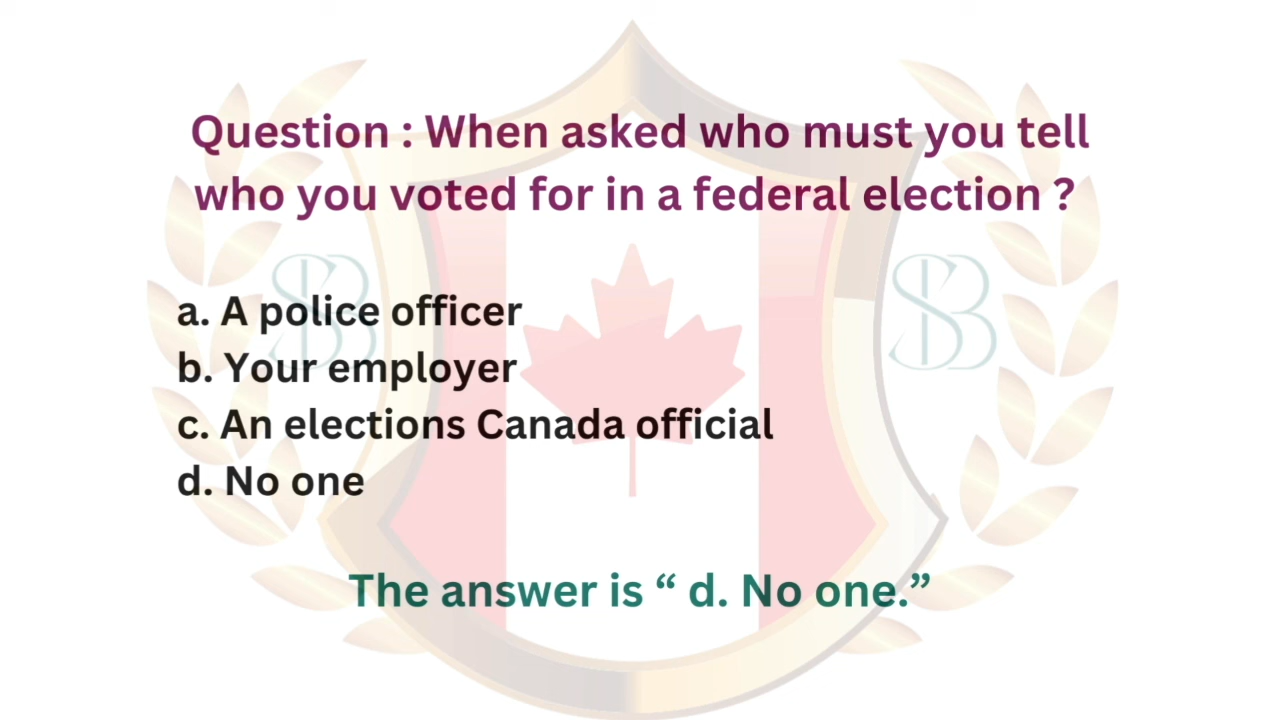 Question : When asked who must you tell
who you voted for in a federal election ?
a. A police officer
b. Your employer
c. An elections Canada official
d. No one
The answer is “ d. No one.”